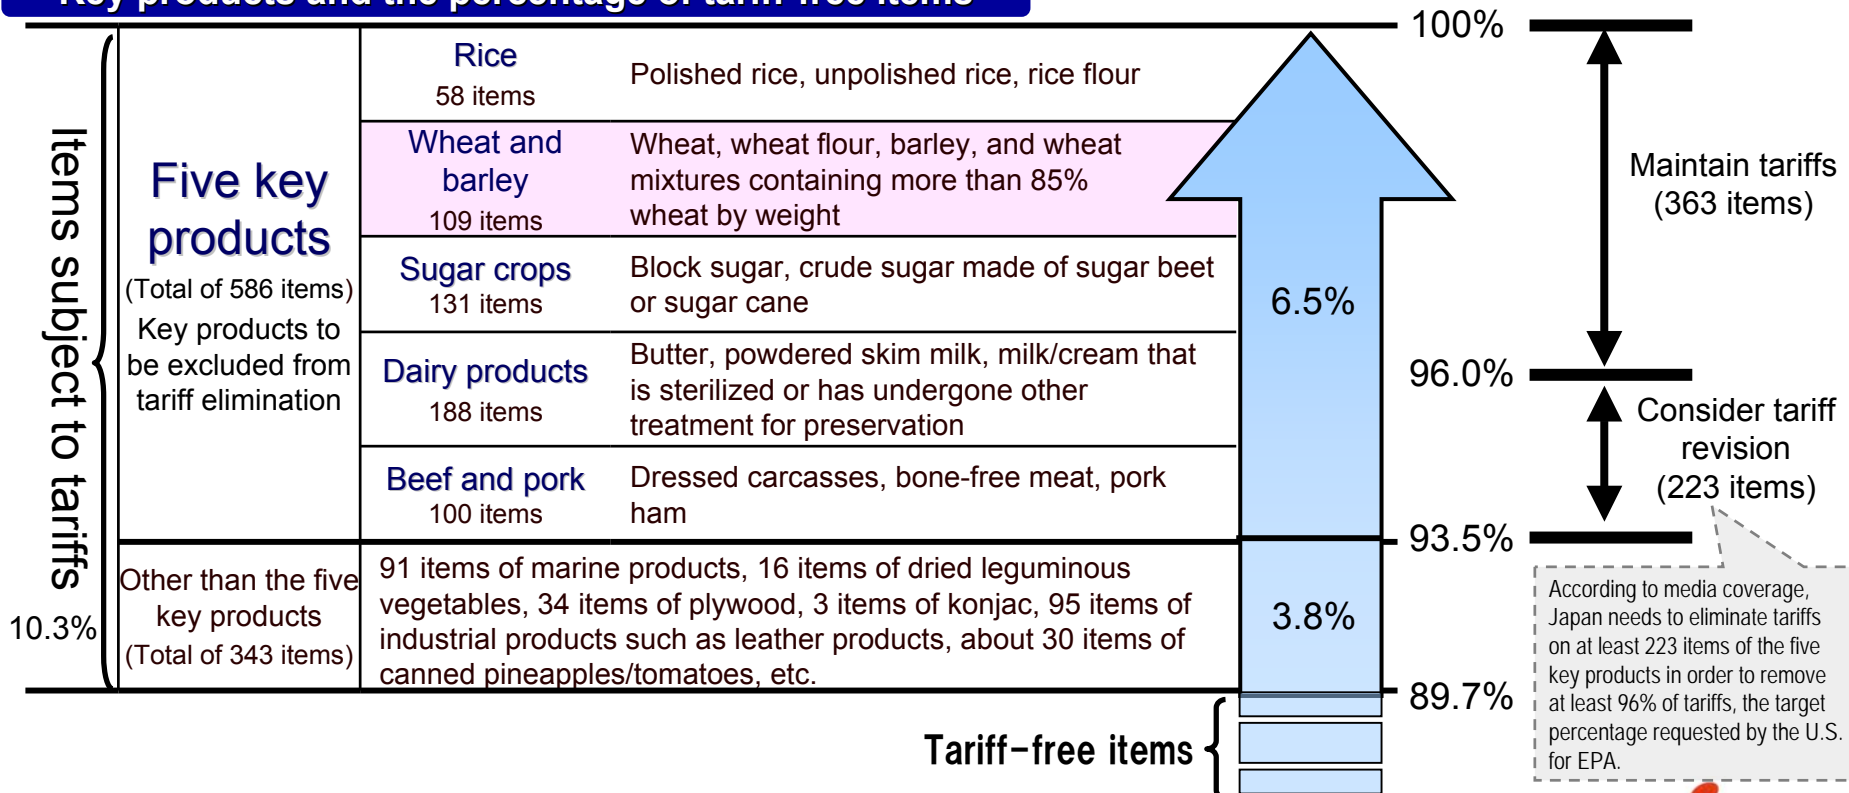 Key products and the percentage of tariff-free items
100%
Rice
58 items
Polished rice, unpolished rice, rice flour
Wheat and
barley
109 items
Wheat, wheat flour, barley, and wheat
mixtures containing more than 85%
wheat by weight
Sugar crops
131 items
Block sugar, crude sugar made of sugar beet
or sugar cane
Dairy products
188 items
Butter, powdered skim milk, milk/cream that
is sterilized or has undergone other
treatment for preservation
Beef and pork
100 items
Dressed carcasses, bone-free meat, pork
ham
Items subject to tariffs
10.3%
Five key
products
(Total of 586 items)
Key products to
be excluded from
tariff elimination
Other than the five
key products
(Total of 343 items)
91 items of marine products, 16 items of dried leguminous
vegetables, 34 items of plywood, 3 items of konjac, 95 items of
industrial products such as leather products, about 30 items of
canned pineapples/tomatoes, etc.
6.5%
3.8%
Maintain tariffs
(363 items)
96.0%
Consider tariff
revision
(223 items)
93.5%
89.7%
According to media coverage,
Japan needs to eliminate tariffs
on at least 223 items of the five
key products in order to remove
at least 96% of tariffs, the target
percentage requested by the U.S.
for EPA.
Tariff-free items